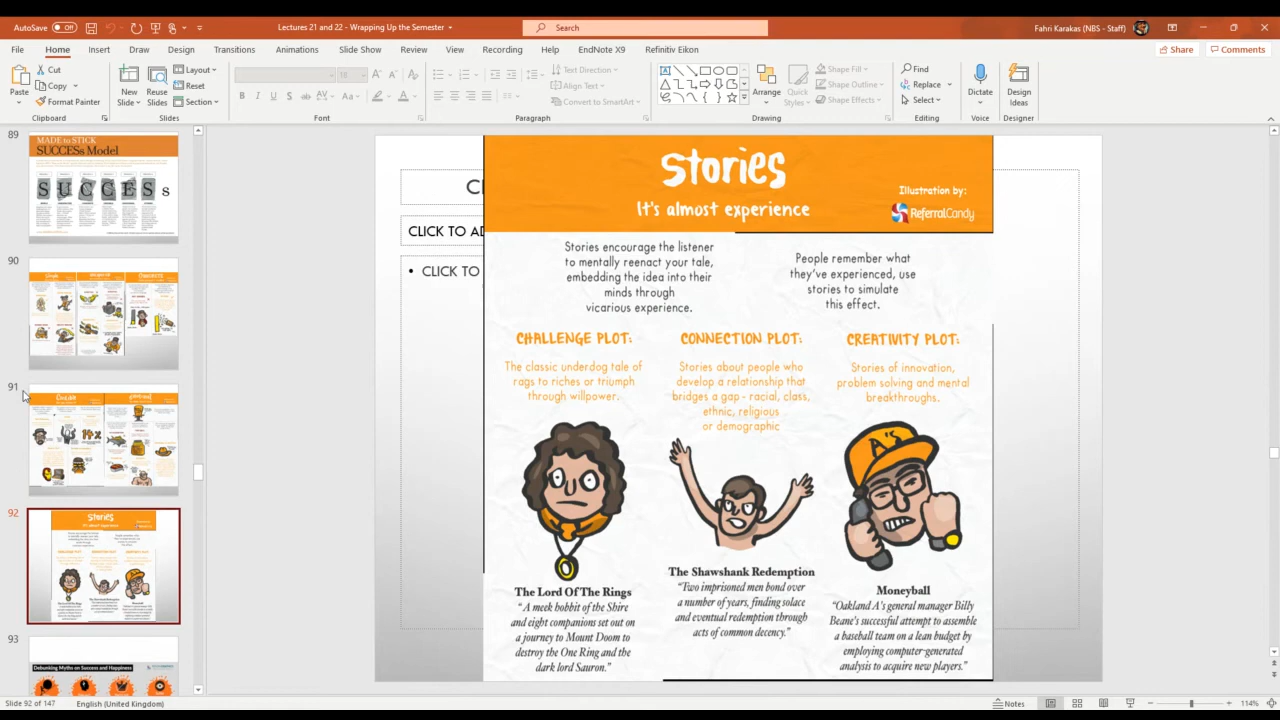 AutoSave Off
Lectures 21 and 22 - Wrapping Up the Semester
Search
Fahri Karakas (NBS - Staff)
File Home Insert Draw Design Transitions Animations Slide Show Review View Recording Help EndNote X9 Refinitiv Eikon
Share
Comments
Paste
Cut
Copy
Format Painter
Clipboard
New
Slide
Reuse
Slides
Layout
Reset
Section
Slides
18
Font
Text Direction
Align Text
Convert to SmartArt
Paragraph
Arrange
Quick
Styles
Shape Fill
Shape Outline
Shape Effects
Drawing
Find
Replace
Select
Editing
Dictate
Voice
Design
Ideas
Designer
89
MADE to STICK
SUCCESs Model
S U C C E S s
90
91
92
Stories
93
Debunking Myths on Success and Happiness
CLICK TO AD
CLICK TO
Stories
It's almost experience
Illustration by:
ReferralCandy
Stories encourage the listener
to mentally reenact your tale,
embedding the idea into their
minds through
vicarious experience.
People remember what
they've experienced, use
stories to simulate
this effect.
CHALLENGE PLOT:
The classic underdog tale of
rags to riches or triumph
through willpower.
CONNECTION PLOT:
Stories about people who
develop a relationship that
bridges a gap - racial, class,
ethnic, religious
or demographic
CREATIVITY PLOT:
Stories of innovation,
problem solving and mental
breakthroughs.
A's
The Lord Of The Rings
"A meek hobbit of the Shire
and eight companions set out on
a journey to Mount Doom to
destroy the One Ring and the
dark lord Sauron."
The Shawshank Redemption
"Two imprisoned men bond over
a number of years, finding solace
and eventual redemption through
acts of common decency."
Moneyball
"Oakland A's general manager Billy
Beane's successful attempt to assemble
a baseball team on a lean budget by
employing computer-generated
analysis to acquire new players."
Slide 92 of 147
English (United Kingdom)
Notes
114%